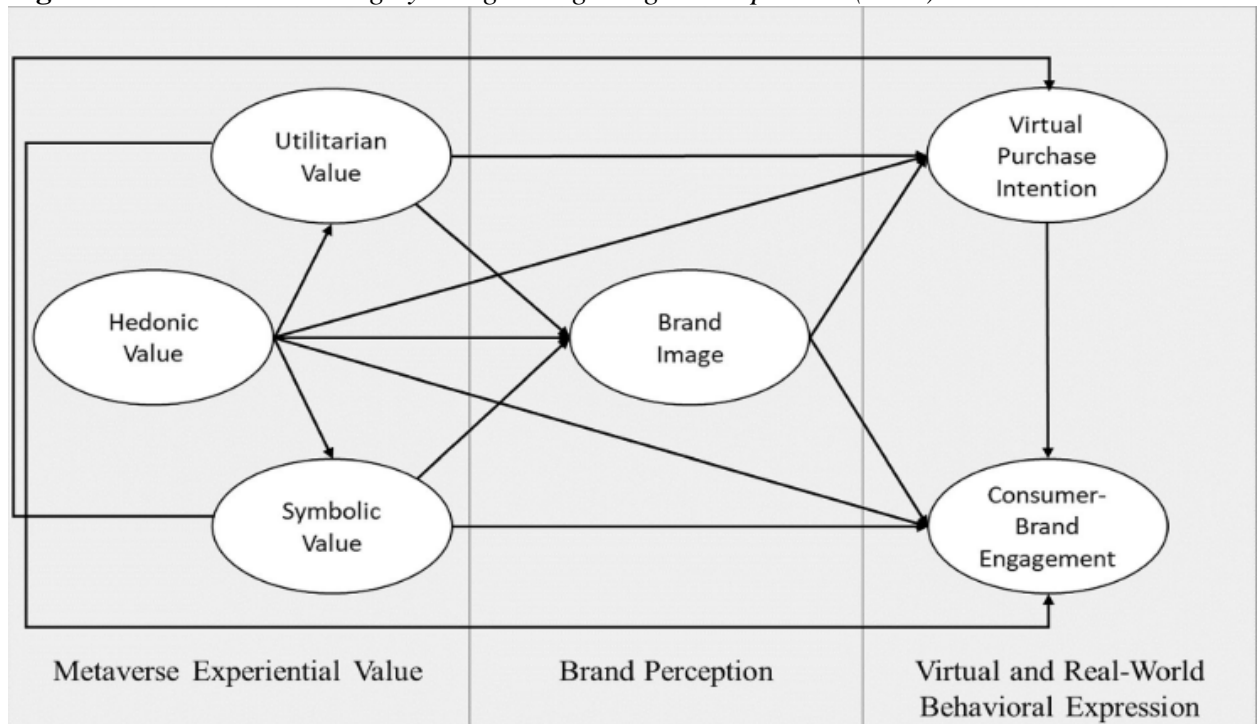 Utilitarian
Value
Virtual
Purchase
Intention
Hedonic
Value
Brand
Image
Symbolic
Value
Consumer-
Brand
Engagement
Metaverse Experiential Value
Brand Perception
Virtual and Real-World
Behavioral Expression